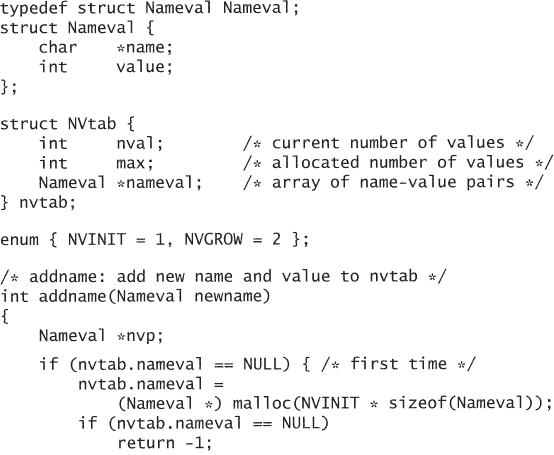 typedef struct Nameval Nameval;
struct Nameval {
    char    *name;
    int     value;
};

struct NVtab {
    int     nval;        /* current number of values */
    int     max;         /* allocated number of values */
    Nameval *nameval;    /* array of name-value pairs */
} nvtab;

enum { NVINIT = 1, NVGROW = 2 };

/* addname: add new name and value to nvtab */
int addname(Nameval newname)
{
    Nameval *nvp;

    if (nvtab.nameval == NULL) { /* first time */
        nvtab.nameval =
            (Nameval *) malloc(NVINIT * sizeof(Nameval));
        if (nvtab.nameval == NULL)
            return -1;